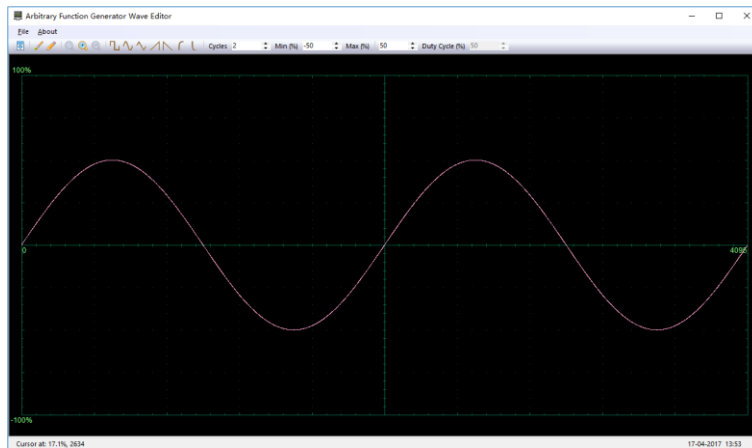 Arbitrary Function Generator Wave Editor
File About
Cycles 2 Min (%) -50 Max (%) 50 Duty Cycle (%) 50
100%
0 4096
-100%
Cursor at: 17.1%, 2634 17-04-2017 13:53